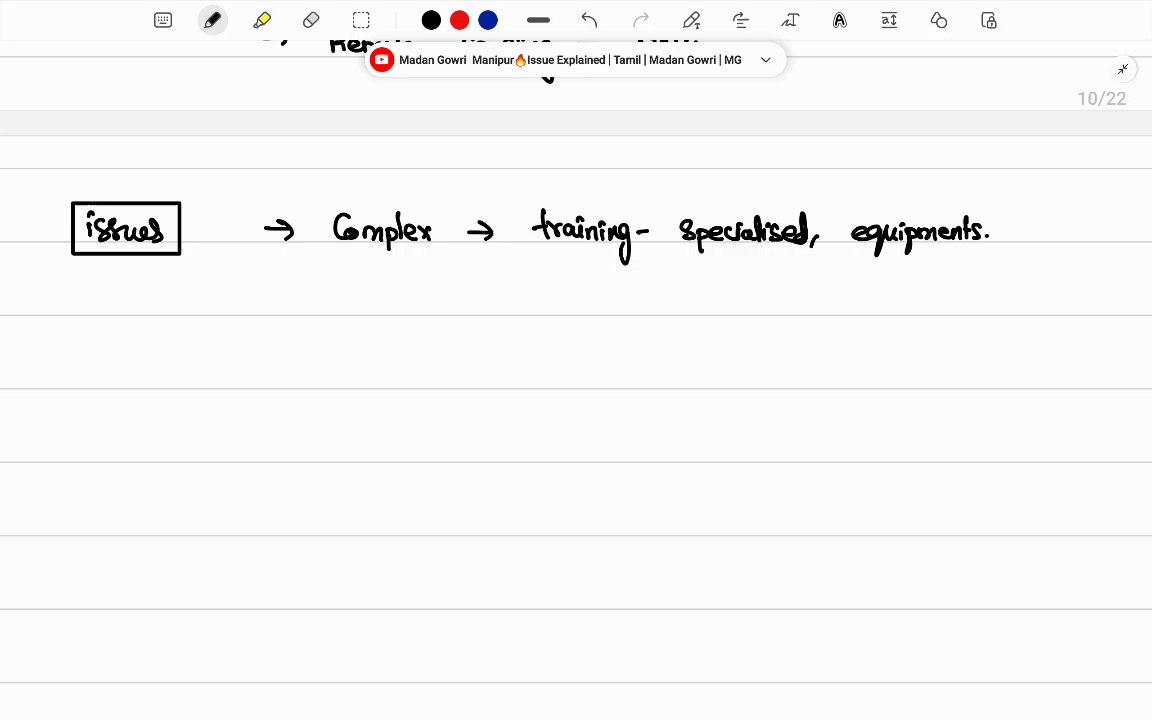 Madan Gowri Manipur🔥Issue Explained | Tamil | Madan Gowri | MG
10/22
issues → Complex → training - specialised, equipments.